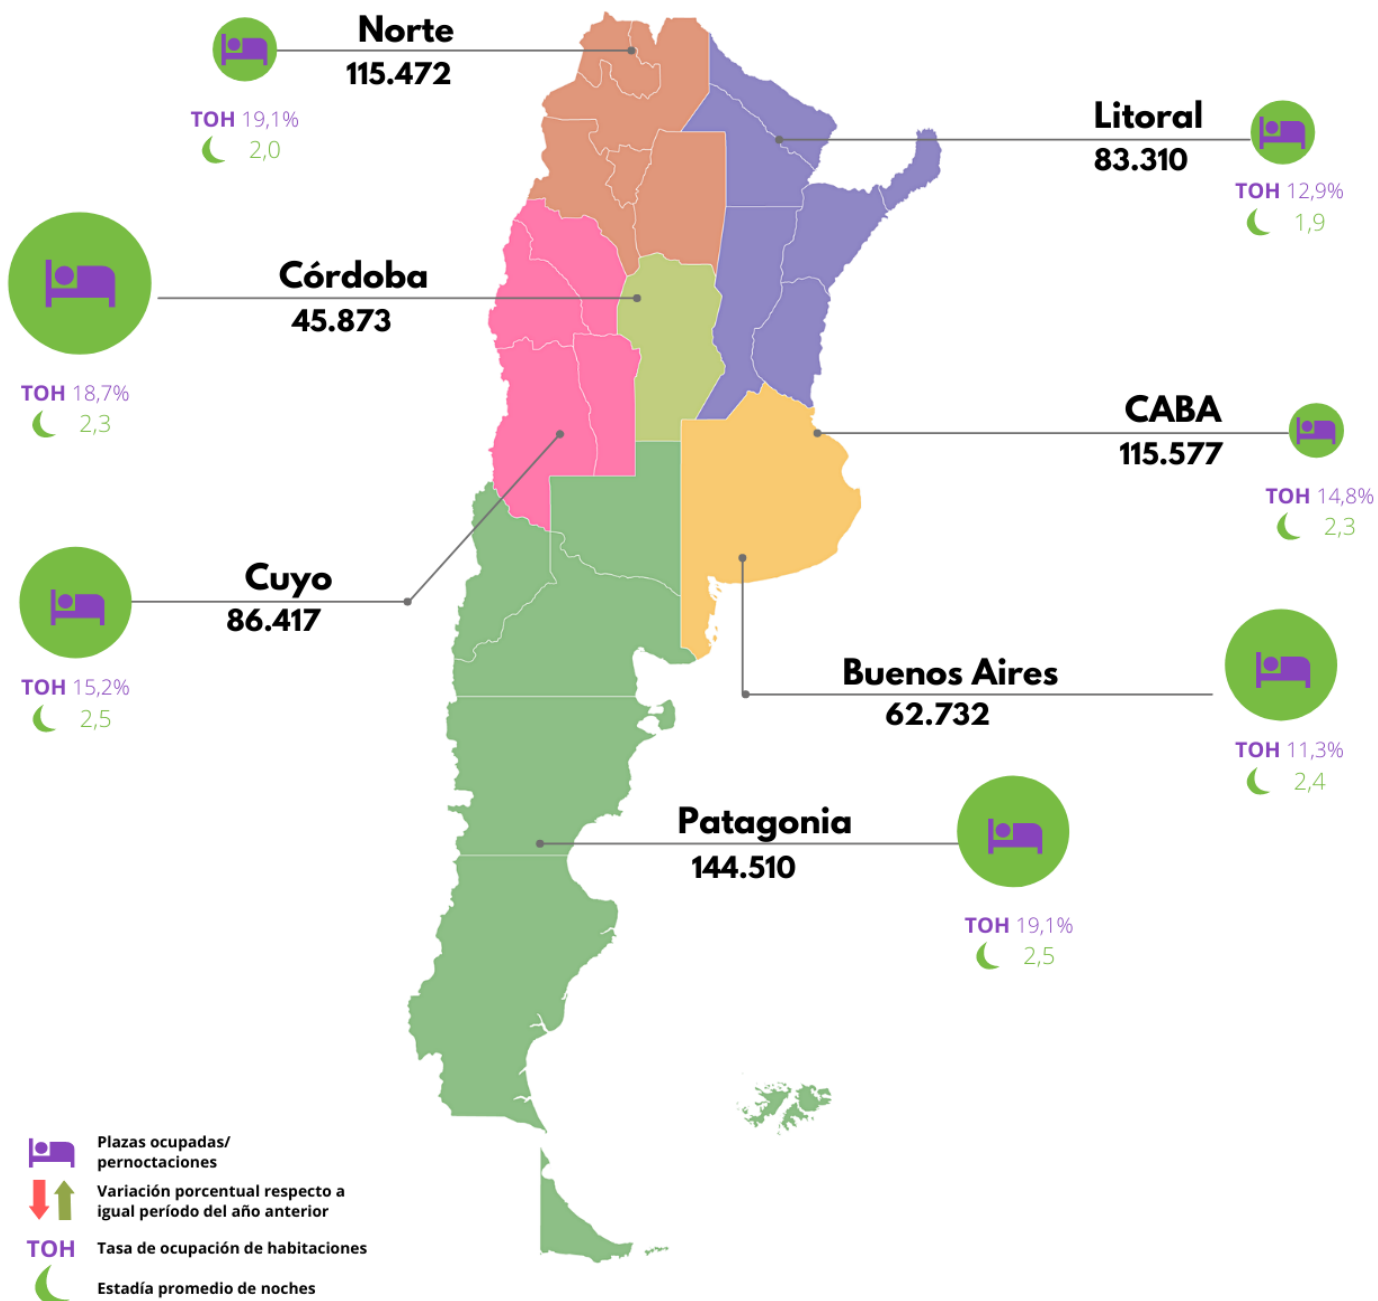 Norte
115.472
TOH 19,1%
2,0
Litoral
83.310
TOH 12,9%
1,9
Córdoba
45.873
TOH 18,7%
2,3
CABA
115.577
TOH 14,8%
2,3
Cuyo
86.417
TOH 15,2%
2,5
Buenos Aires
62.732
TOH 11,3%
2,4
Patagonia
144.510
TOH 19,1%
2,5
Plazas ocupadas/
pernoctaciones
Variación porcentual respecto a
igual período del año anterior
TOH Tasa de ocupación de habitaciones
Estadía promedio de noches